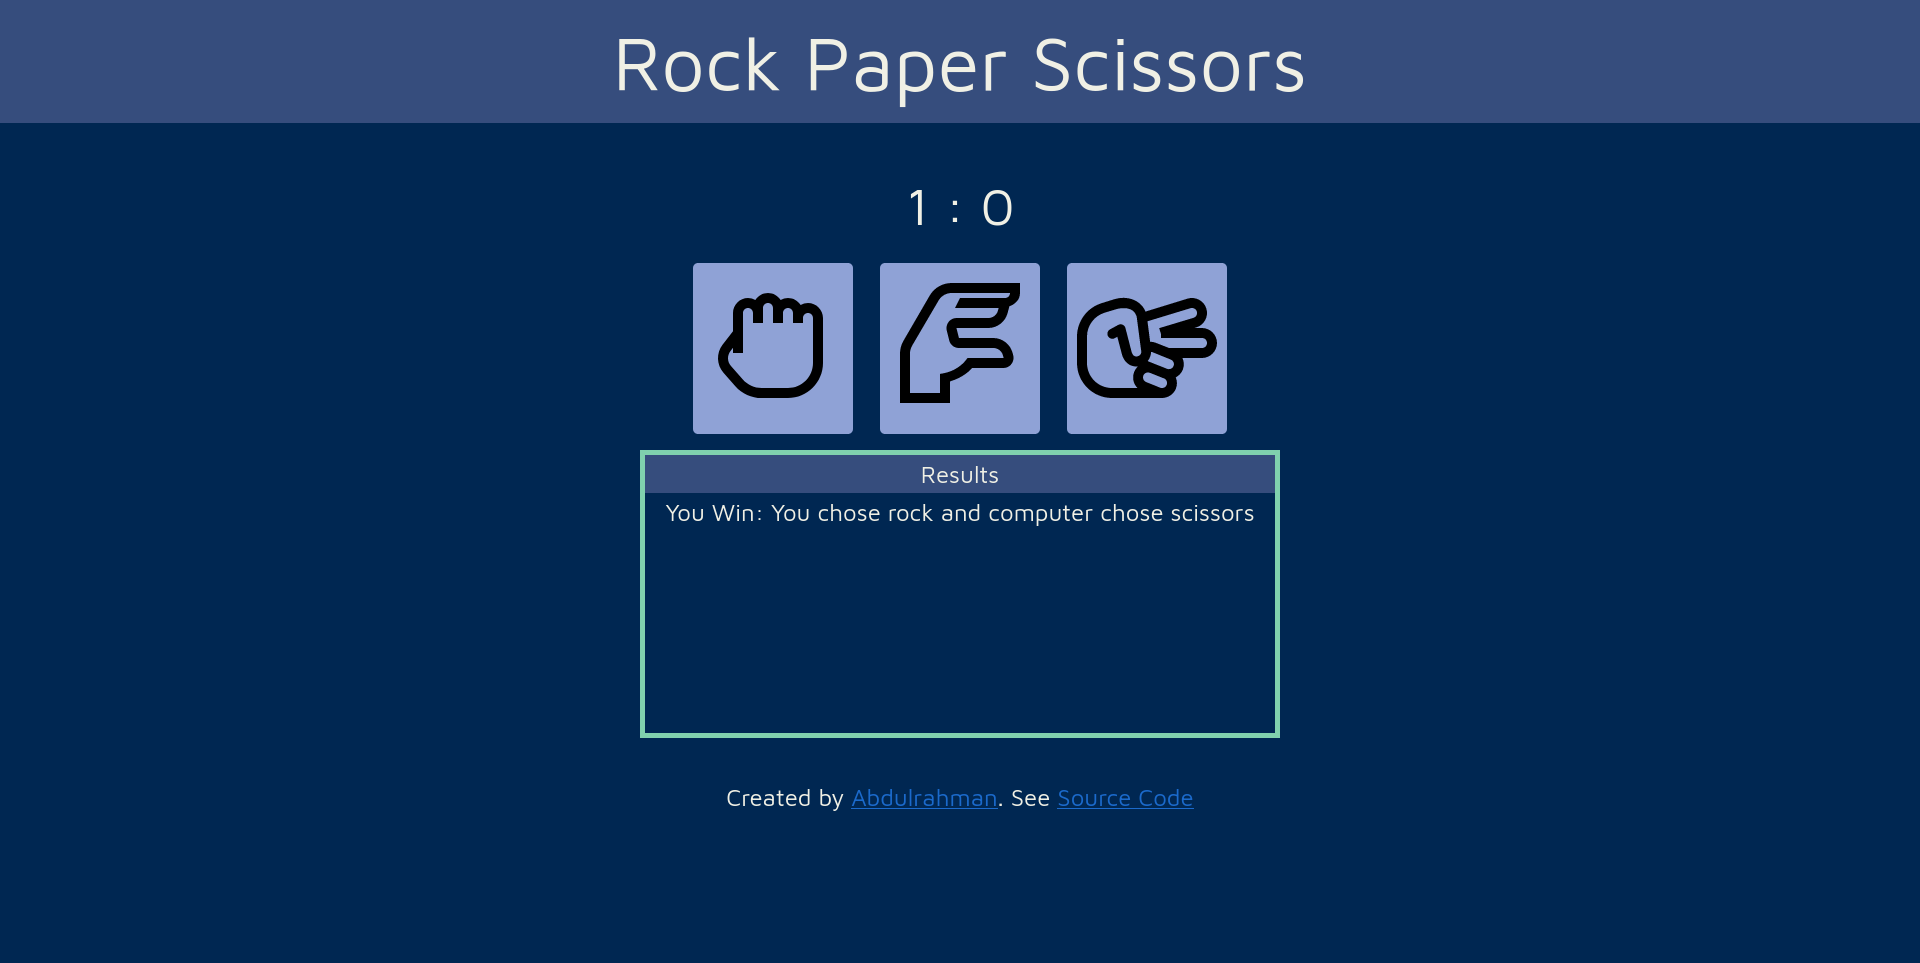 Rock Paper Scissors
1 : 0
Results
You Win: You chose rock and computer chose scissors
Created by Abdulrahman. See Source Code